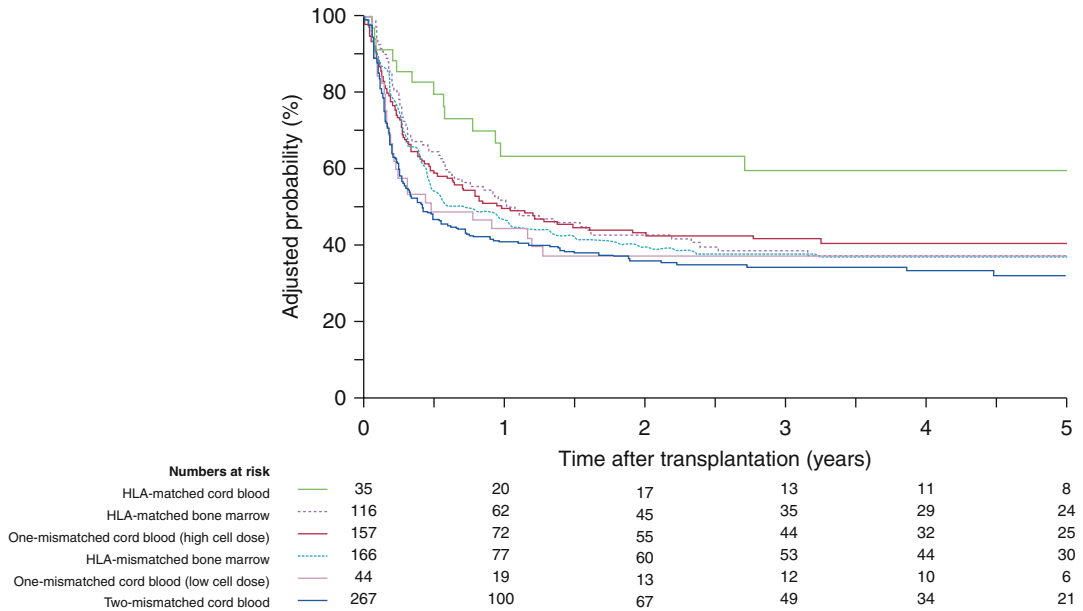 100
80
60
40
20
0
Adjusted probability (%)
0 1 2 3 4 5
Time after transplantation (years)
Numbers at risk
HLA-matched cord blood 35 20 17 13 11 8
HLA-matched bone marrow 116 62 45 35 29 24
One-mismatched cord blood (high cell dose) 157 72 55 44 32 25
HLA-mismatched bone marrow 166 77 60 53 44 30
One-mismatched cord blood (low cell dose) 44 19 13 12 10 6
Two-mismatched cord blood 267 100 67 49 34 21